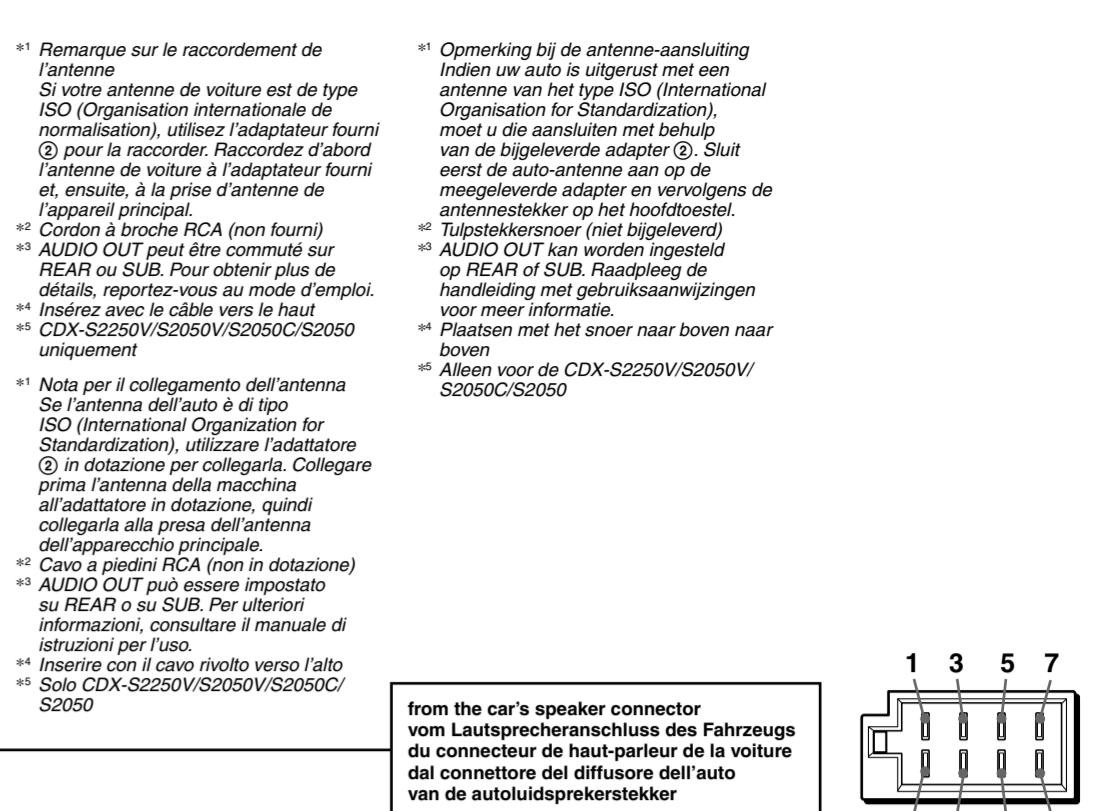 *1 Remarque sur le raccordement de
l'antenne
Si votre antenne de voiture est de type
ISO (Organisation internationale de
normalisation), utilisez l'adaptateur fourni
② pour la raccorder. Raccordez d'abord
l'antenne de voiture à l'adaptateur fourni
et, ensuite, à la prise d'antenne de
l'appareil principal.
*2 Cordon à broche RCA (non fourni)
*3 AUDIO OUT peut être commuté sur
REAR ou SUB. Pour obtenir plus de
détails, reportez-vous au mode d'emploi.
*4 Insérez avec le câble vers le haut
*5 CDX-S2250V/S2050V/S2050C/S2050
uniquement
*1 Nota per il collegamento dell'antenna
Se l'antenna dell'auto è di tipo
ISO (International Organization for
Standardization), utilizzare l'adattatore
② in dotazione per collegarla. Collegare
prima l'antenna della macchina
all'adattatore in dotazione, quindi
collegarla alla presa dell'antenna
dell'apparecchio principale.
*2 Cavo a piedini RCA (non in dotazione)
*3 AUDIO OUT può essere impostato
su REAR o su SUB. Per ulteriori
informazioni, consultare il manuale di
istruzioni per l'uso.
*4 Inserire con il cavo rivolto verso l'alto
*5 Solo CDX-S2250V/S2050V/S2050C/
S2050
*1 Opmerking bij de antenne-aansluiting
Indien uw auto is uitgerust met een
antenne van het type ISO (International
Organisation for Standardization),
moet u die aansluiten met behulp
van de bijgeleverde adapter ②. Sluit
eerst de auto-antenne aan op de
meegeleverde adapter en vervolgens de
antennestekker op het hoofdtoestel.
*2 Tulpstekkersnoer (niet bijgeleverd)
*3 AUDIO OUT kan worden ingesteld
op REAR of SUB. Raadpleeg de
handleiding met gebruiksaanwijzingen
voor meer informatie.
*4 Plaatsen met het snoer naar boven naar
boven
*5 Alleen voor de CDX-S2250V/S2050V/
S2050C/S2050
from the car's speaker connector
vom Lautsprecheranschluss des Fahrzeugs
du connecteur de haut-parleur de la voiture
dal connettore del diffusore dell'auto
van de autoluidsprekerstekker
1 3 5 7